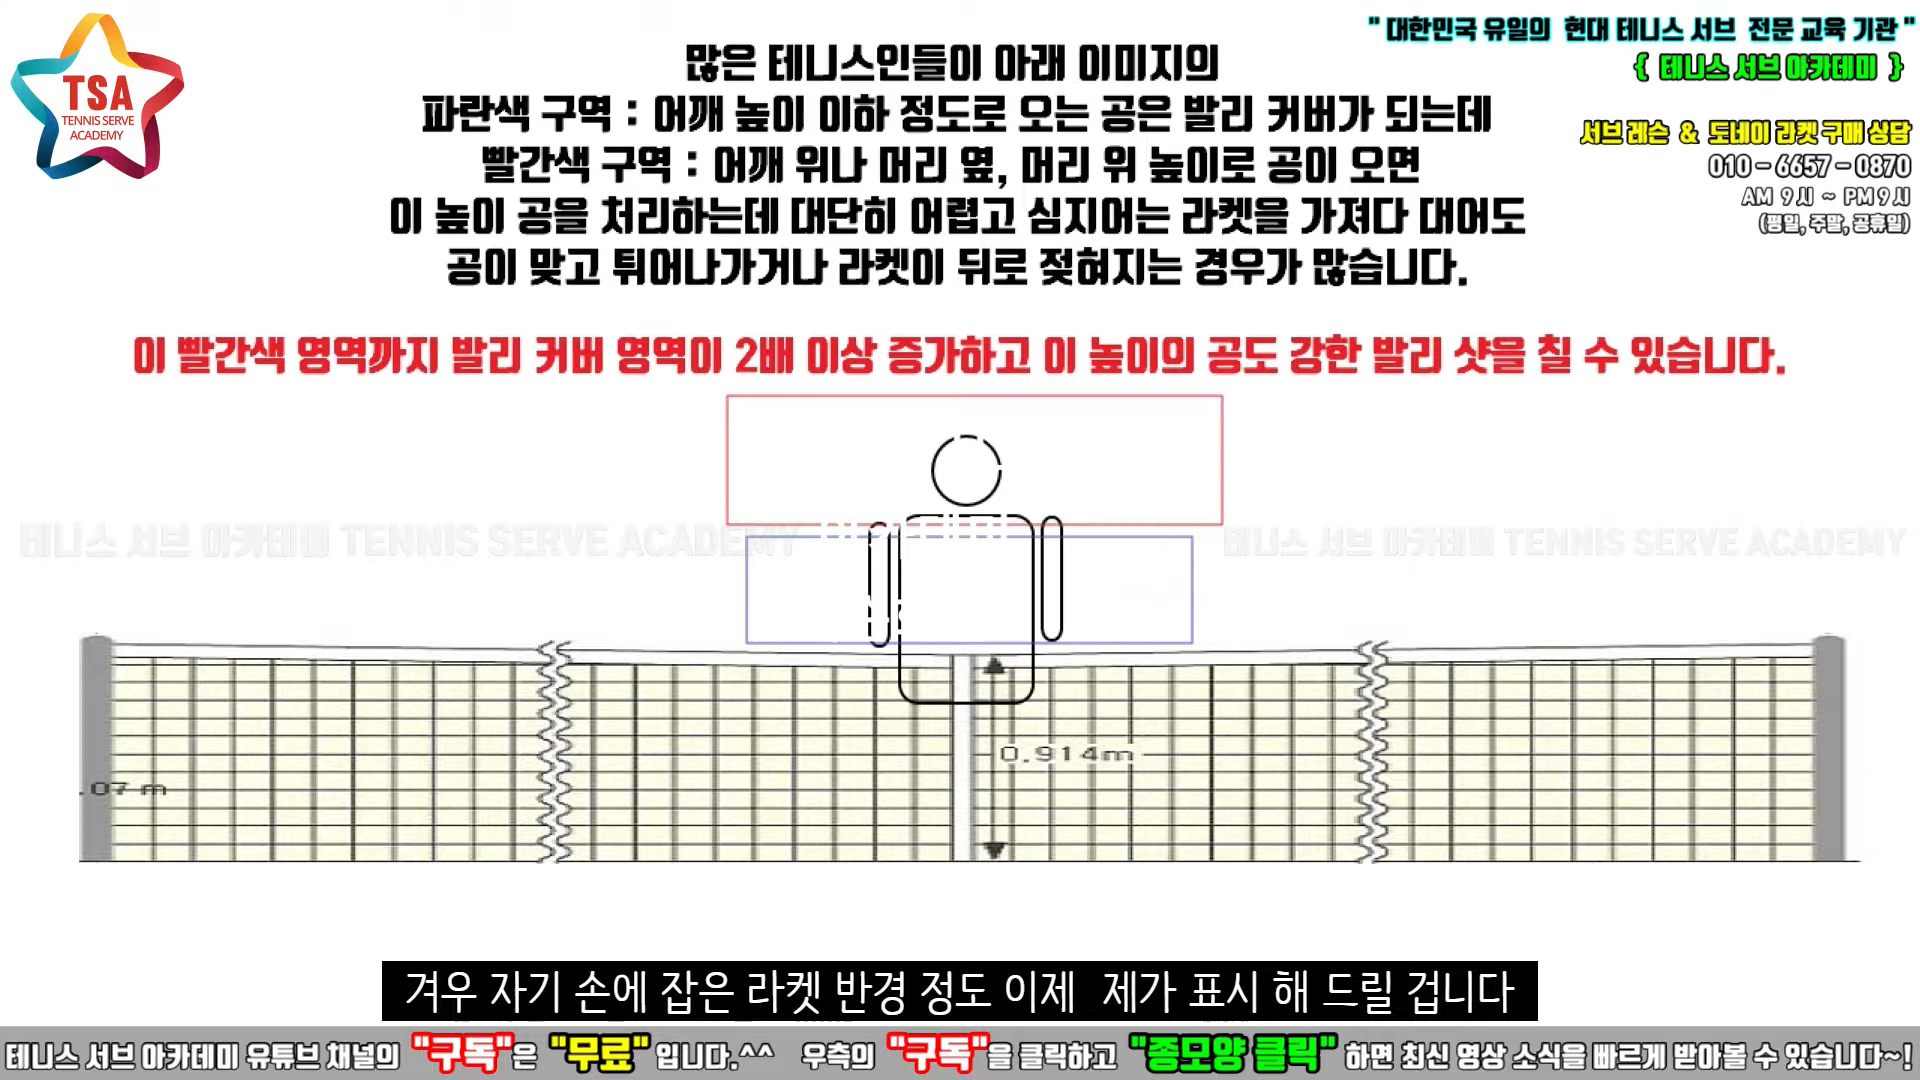 TSA
TENNIS SERVE
ACADEMY
" 대한민국 유일의 현대 테니스 서브 전문 교육 기관 "
{ 테니스 서브 아카데미 }
서브 레슨 & 도네이 라켓 구매 상담
010 - 6657 - 0870
AM 9시 ~ PM 9시
(평일, 주말, 공휴일)
많은 테니스인들이 아래 이미지의
파란색 구역 : 어깨 높이 이하 정도로 오는 공은 발리 커버가 되는데
빨간색 구역 : 어깨 위나 머리 옆, 머리 위 높이로 공이 오면
이 높이 공을 처리하는데 대단히 어렵고 심지어는 라켓을 가져다 대어도
공이 맞고 튀어나가거나 라켓이 뒤로 젖혀지는 경우가 많습니다.
이 빨간색 영역까지 발리 커버 영역이 2배 이상 증가하고 이 높이의 공도 강한 발리 샷을 칠 수 있습니다.
테니스 서브 아카데미 TENNIS SERVE ACADEMY
테니스 서브 아카데미 TENNIS SERVE ACADEMY
0.914m
.07 m
겨우 자기 손에 잡은 라켓 반경 정도 이제 제가 표시 해 드릴 겁니다
테니스 서브 아카데미 유튜브 채널의 "구독"은 "무료"입니다.^^ 우측의 "구독"을 클릭하고 "종모양 클릭" 하면 최신 영상 소식을 빠르게 받아볼 수 있습니다~!